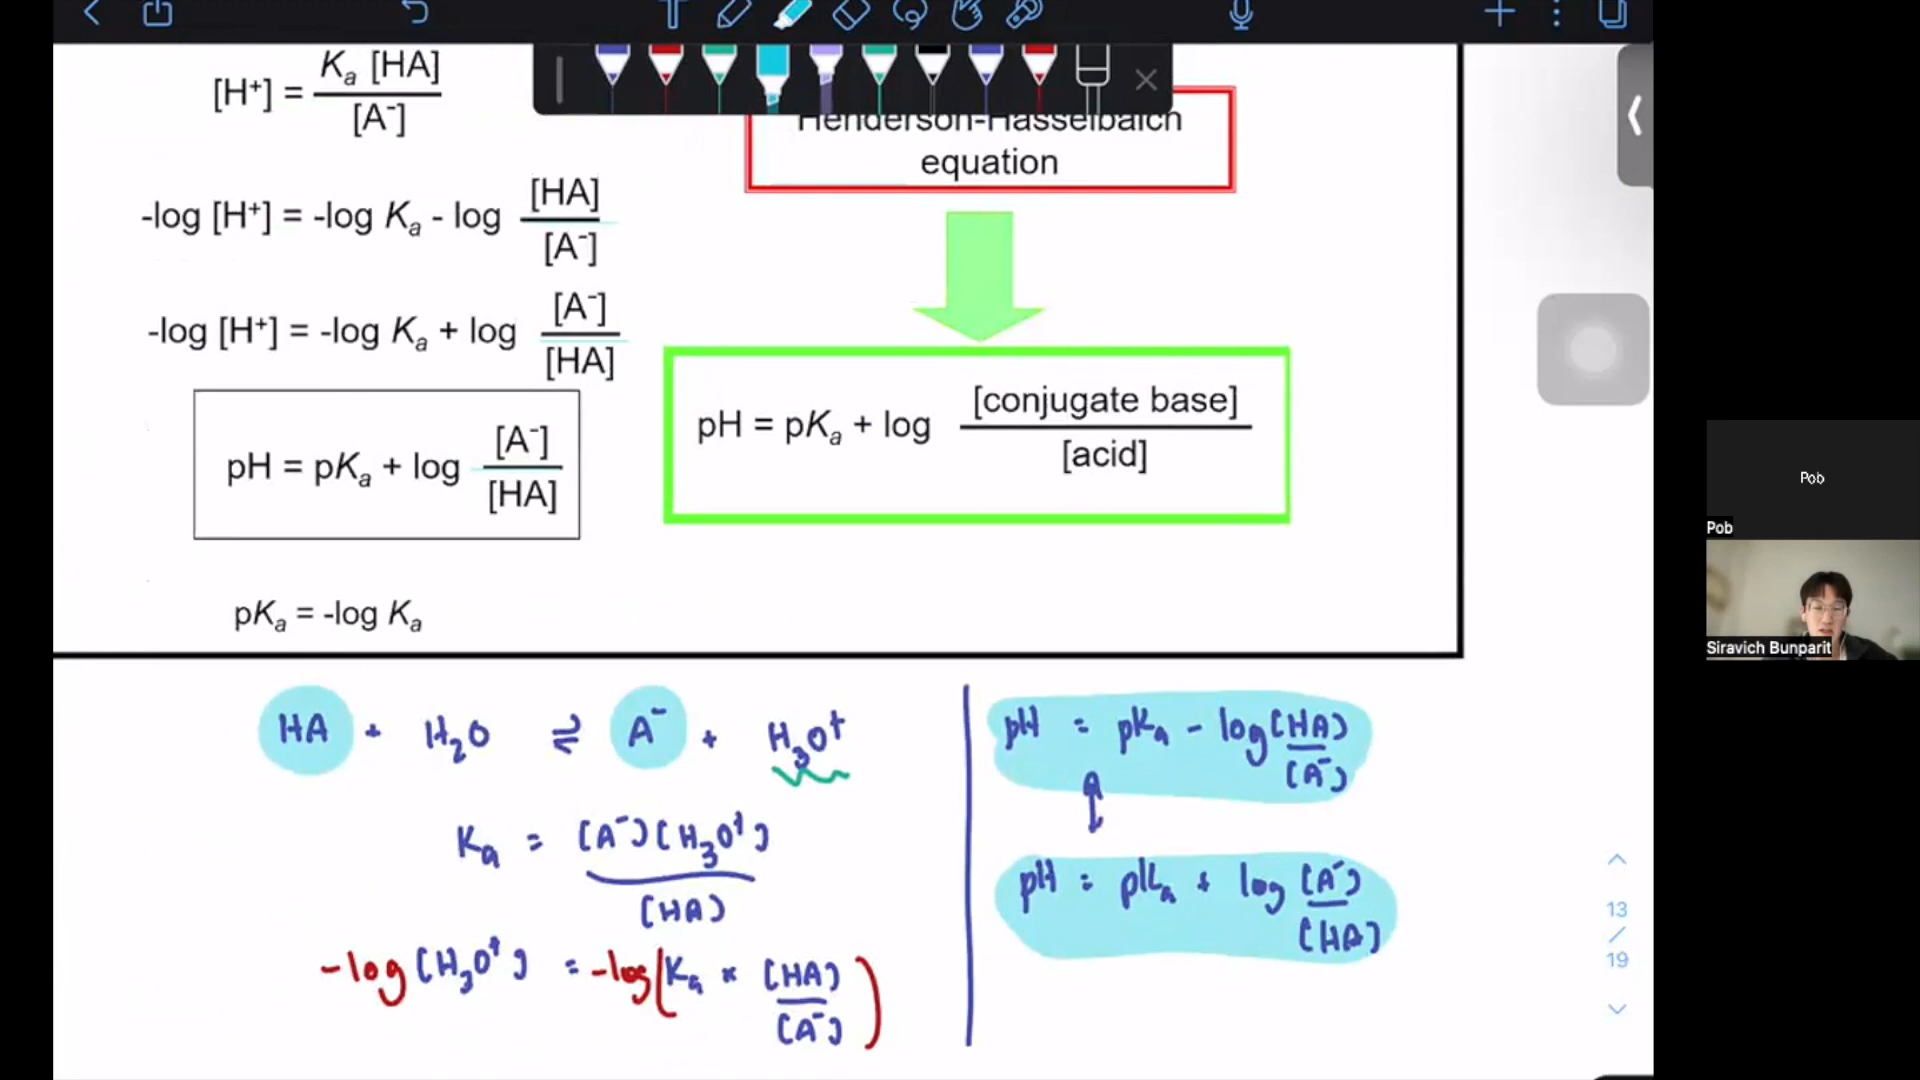 [H⁺] = Kₐ [HA] / [A⁻]
Henderson-Hasselbalch
equation
-log [H⁺] = -log Kₐ - log [HA] / [A⁻]
-log [H⁺] = -log Kₐ + log [A⁻] / [HA]
pH = pKₐ + log [A⁻] / [HA]
pH = pKₐ + log [conjugate base] / [acid]
pKₐ = -log Kₐ
HA + H₂O ⇌ A⁻ + H₃O⁺
Kₐ = [A⁻][H₃O⁺] / [HA]
-log [H₃O⁺] = -log(Kₐ × [HA] / [A⁻])
pH = pKₐ - log [HA] / [A⁻]
pH = pKₐ + log [A⁻] / [HA]
13
/
19
Pob
Pob
Siravich Bunparit